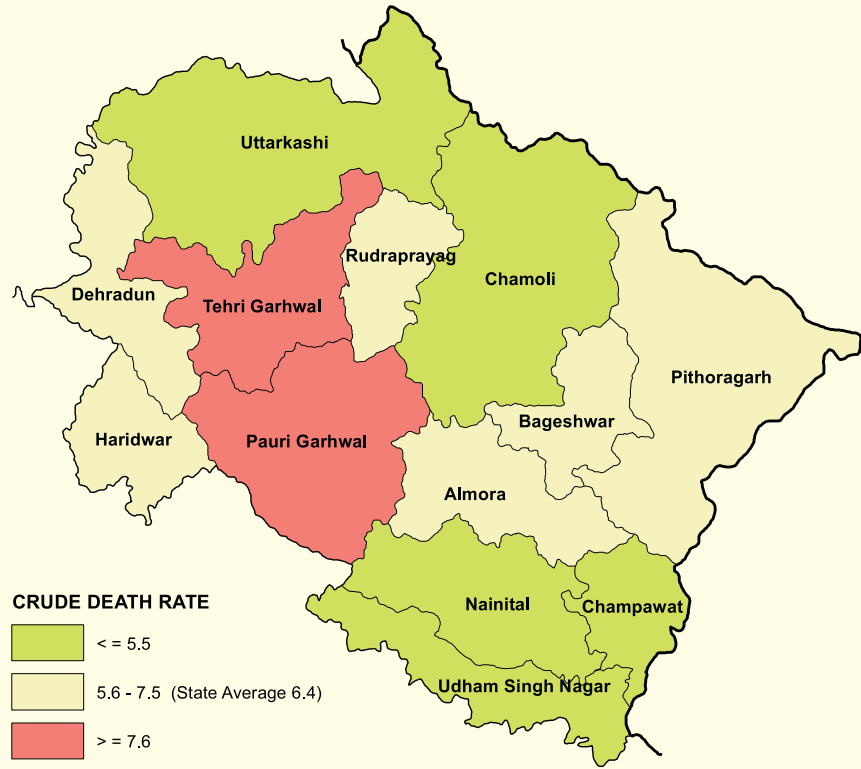 Uttarkashi
Rudraprayag
Chamoli
Dehradun
Tehri Garhwal
Pithoragarh
Bageshwar
Haridwar
Pauri Garhwal
Almora
CRUDE DEATH RATE
Nainital
Champawat
< = 5.5
Udham Singh Nagar
5.6 - 7.5 (State Average 6.4)
> = 7.6